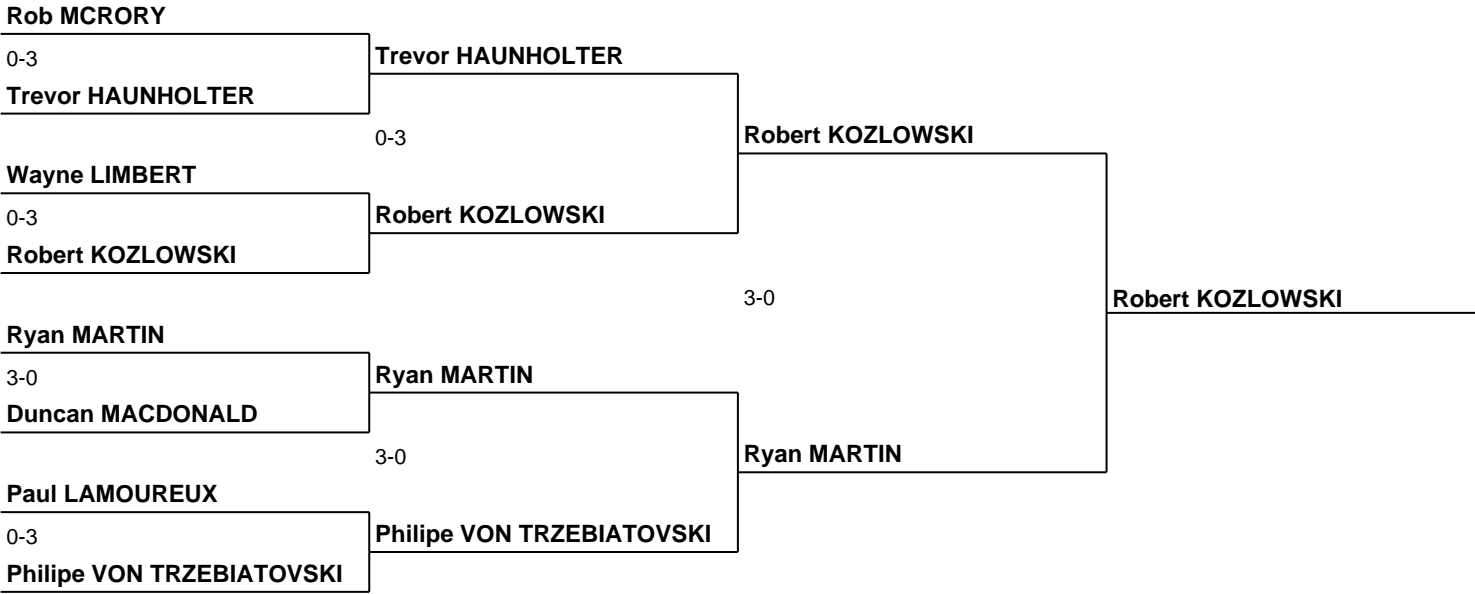 Rob MCRORY
0-3
Trevor HAUNHOLTER
Trevor HAUNHOLTER
0-3
Robert KOZLOWSKI
Wayne LIMBERT
0-3
Robert KOZLOWSKI
Robert KOZLOWSKI
3-0
Robert KOZLOWSKI
Ryan MARTIN
3-0
Ryan MARTIN
Duncan MACDONALD
3-0
Ryan MARTIN
Paul LAMOUREUX
0-3
Philipe VON TRZEBIATOVSKI
Philipe VON TRZEBIATOVSKI